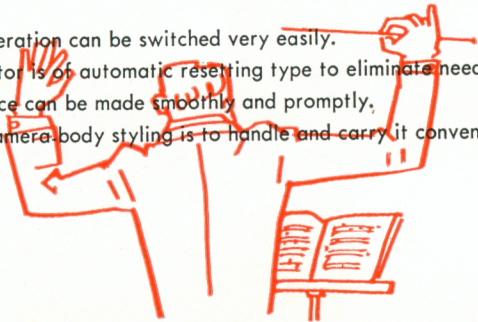 eration can be switched very easily.
tor is of automatic resetting type to eliminate need
ce can be made smoothly and promptly.
amera body styling is to handle and carry it conven